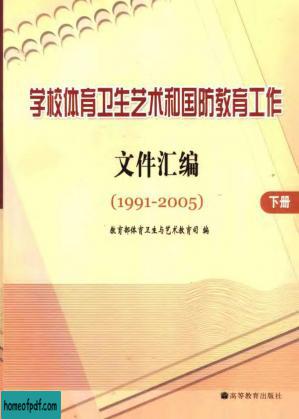 学校体育卫生艺术和国防教育工作
文件汇编
(1991-2005)
下册
教育部体育卫生与艺术教育司 编
高等教育出版社
homeofpdf.com